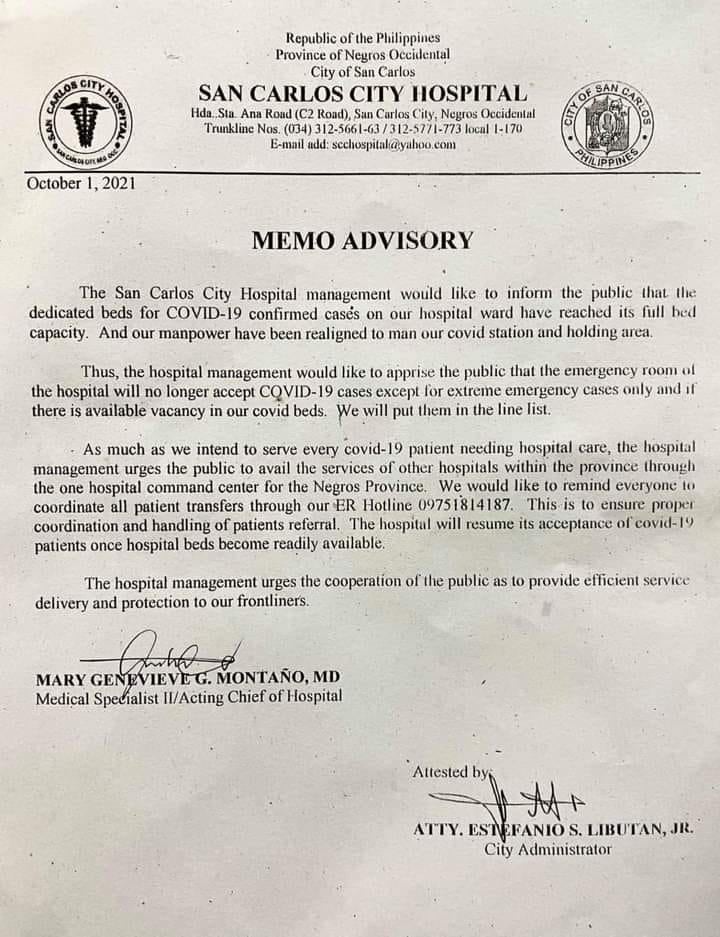 Republic of the Philippines
Province of Negros Occidental
City of San Carlos
SAN CARLOS CITY HOSPITAL
Hda..Sta. Ana Road (C2 Road), San Carlos City, Negros Occidental
Trunkline Nos. (034) 312-5661-63 / 312-5771-773 local 1-170
E-mail add: scchospital@yahoo.com
SAN CARLOS CITY HOSPITAL
SAN CARLOS CITY, NEG. OCC.
CITY OF SAN CARLOS
PHILIPPINES
October 1, 2021
MEMO ADVISORY
The San Carlos City Hospital management would like to inform the public that the
dedicated beds for COVID-19 confirmed cases on our hospital ward have reached its full bed
capacity. And our manpower have been realigned to man our covid station and holding area.
Thus, the hospital management would like to apprise the public that the emergency room of
the hospital will no longer accept COVID-19 cases except for extreme emergency cases only and if
there is available vacancy in our covid beds. We will put them in the line list.
As much as we intend to serve every covid-19 patient needing hospital care, the hospital
management urges the public to avail the services of other hospitals within the province through
the one hospital command center for the Negros Province. We would like to remind everyone to
coordinate all patient transfers through our ER Hotline 09751814187. This is to ensure proper
coordination and handling of patients referral. The hospital will resume its acceptance of covid-19
patients once hospital beds become readily available.
The hospital management urges the cooperation of the public as to provide efficient service
delivery and protection to our frontliners.
MARY GENEVIEVE G. MONTAÑO, MD
Medical Specialist II/Acting Chief of Hospital
Attested by:
ATTY. ESTEFANIO S. LIBUTAN, JR.
City Administrator